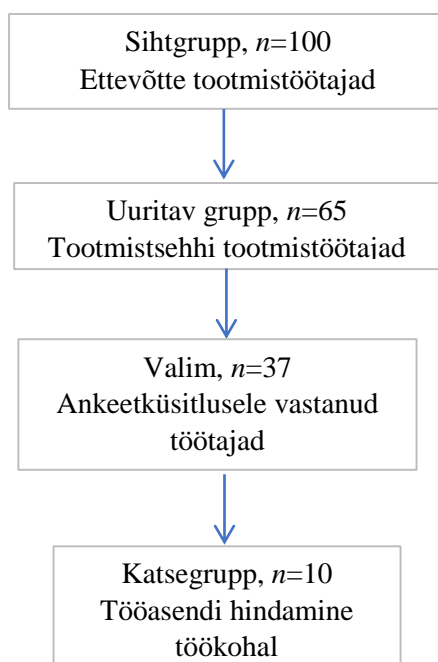 Sihtgrupp, n=100
Ettevõtte tootmistöötajad
Uuritav grupp, n=65
Tootmistsehhi tootmistöötajad
Valim, n=37
Ankeetküsitlusele vastanud
töötajad
Katsegrupp, n=10
Tööasendi hindamine
töökohal